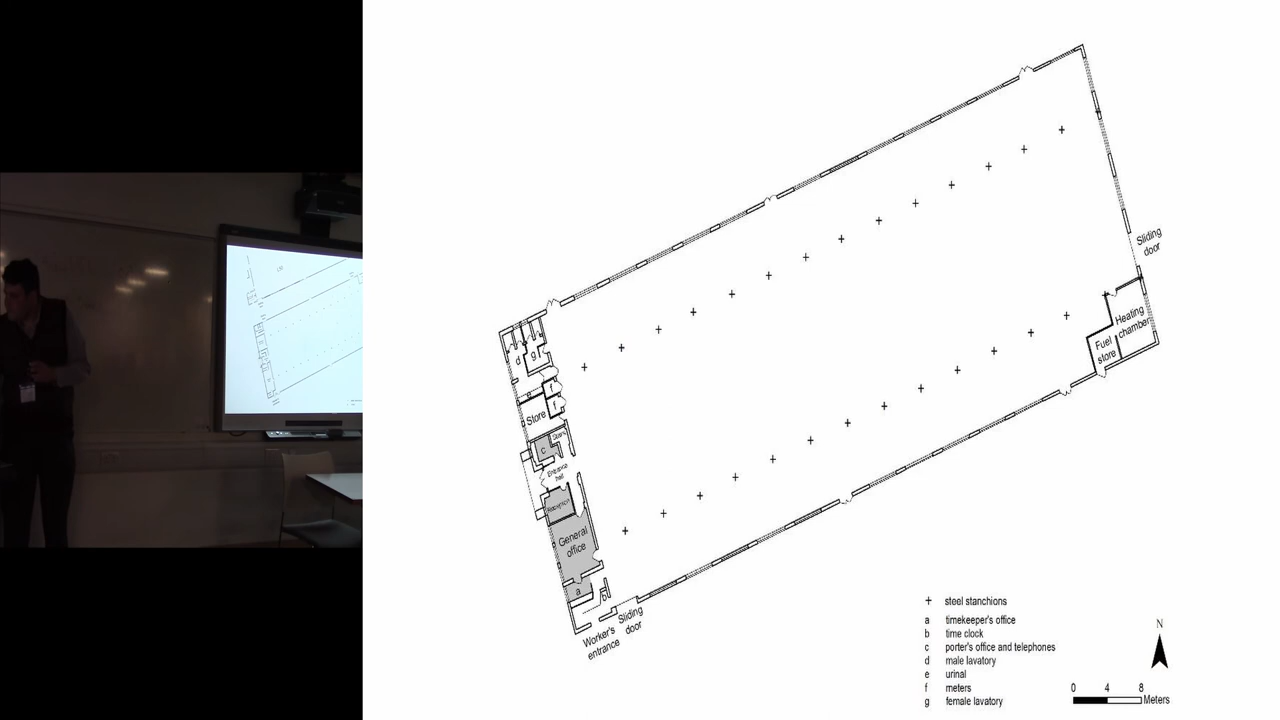 Sliding
door
Heating
chamber
Fuel
store
d
g
e
f
f
Store
c
Entrance
hall
Reception
General
office
a
b
Worker's
entrance
Sliding
door
+ steel stanchions
a timekeeper's office
b time clock
c porter's office and telephones
d male lavatory
e urinal
f meters
g female lavatory
N
0 4 8
Meters